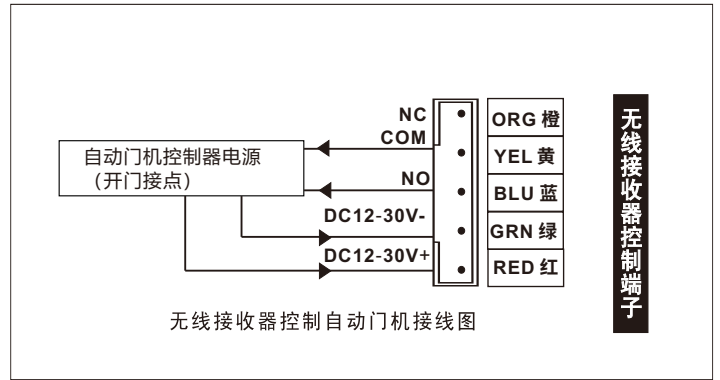 NC
ORG 橙
COM
YEL 黄
自动门机控制器电源
（开门接点）
NO
BLU 蓝
DC12-30V-
GRN 绿
DC12-30V+
RED 红
无线接收器控制端子
无线接收器控制自动门机接线图